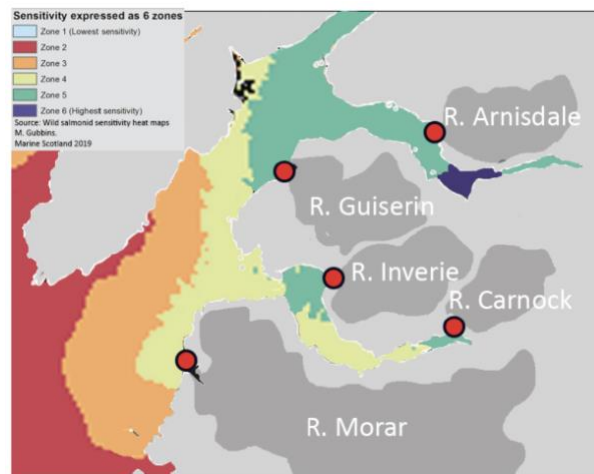 Sensitivity expressed as 6 zones
Zone 1 (Lowest sensitivity)
Zone 2
Zone 3
Zone 4
Zone 5
Zone 6 (Highest sensitivity)
Source: Wild salmonid sensitivity heat maps
M. Gubbins.
Marine Scotland 2019
R. Arnisdale
R. Guiserin
R. Inverie
R. Carnock
R. Morar